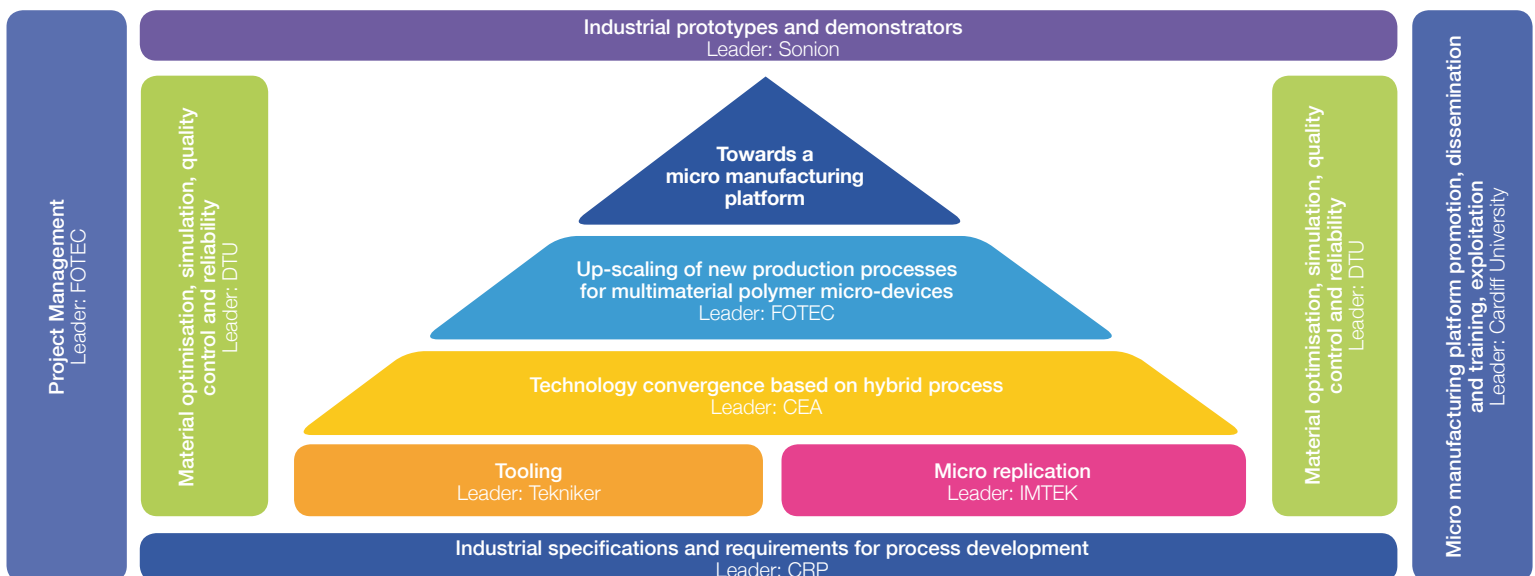 Industrial prototypes and demonstrators
Leader: Sonion
Project Management
Leader: FOTEC
Material optimisation, simulation, quality
control and reliability
Leader: DTU
Towards a
micro manufacturing
platform
Up-scaling of new production processes
for multimaterial polymer micro-devices
Leader: FOTEC
Technology convergence based on hybrid process
Leader: CEA
Tooling
Leader: Tekniker
Micro replication
Leader: IMTEK
Material optimisation, simulation, quality
control and reliability
Leader: DTU
Micro manufacturing platform promotion, dissemination
and training, exploitation
Leader: Cardiff University
Industrial specifications and requirements for process development
Leader: CRP